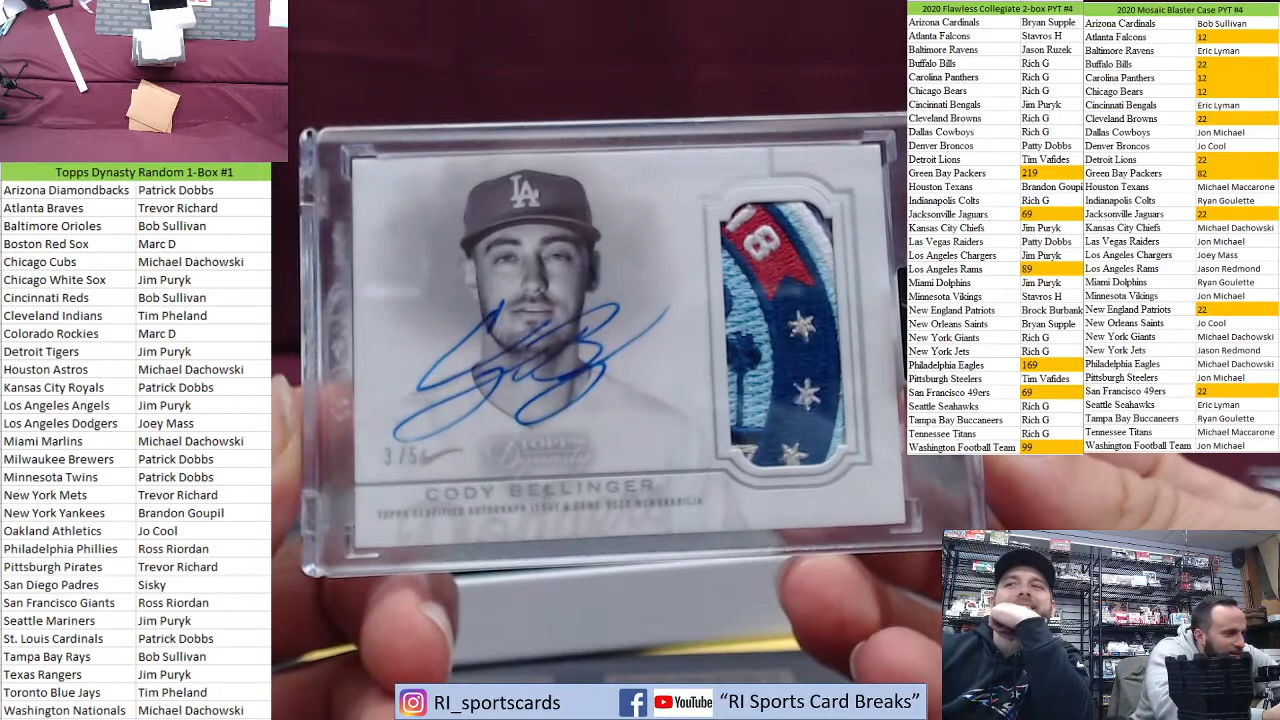 Topps Dynasty Random 1-Box #1
Arizona Diamondbacks Patrick Dobbs
Atlanta Braves Trevor Richard
Baltimore Orioles Bob Sullivan
Boston Red Sox Marc D
Chicago Cubs Michael Dachowski
Chicago White Sox Jim Puryk
Cincinnati Reds Bob Sullivan
Cleveland Indians Tim Pheland
Colorado Rockies Marc D
Detroit Tigers Jim Puryk
Houston Astros Michael Dachowski
Kansas City Royals Patrick Dobbs
Los Angeles Angels Jim Puryk
Los Angeles Dodgers Joey Mass
Miami Marlins Michael Dachowski
Milwaukee Brewers Patrick Dobbs
Minnesota Twins Patrick Dobbs
New York Mets Trevor Richard
New York Yankees Brandon Goupil
Oakland Athletics Jo Cool
Philadelphia Phillies Ross Riordan
Pittsburgh Pirates Trevor Richard
San Diego Padres Sisky
San Francisco Giants Ross Riordan
Seattle Mariners Jim Puryk
St. Louis Cardinals Patrick Dobbs
Tampa Bay Rays Bob Sullivan
Texas Rangers Jim Puryk
Toronto Blue Jays Tim Pheland
Washington Nationals Michael Dachowski
LA
8
CODY BELLINGER
TOPPS CERTIFIED AUTOGRAPH ISSUE & GAME-USED MEMORABILIA
2020 Flawless Collegiate 2-box PYT #4
Arizona Cardinals Bryan Supple
Atlanta Falcons Stavros H
Baltimore Ravens Jason Ruzek
Buffalo Bills Rich G
Carolina Panthers Rich G
Chicago Bears Rich G
Cincinnati Bengals Jim Puryk
Cleveland Browns Rich G
Dallas Cowboys Rich G
Denver Broncos Patty Dobbs
Detroit Lions Tim Vafides
Green Bay Packers 219
Houston Texans Brandon Goupi
Indianapolis Colts Rich G
Jacksonville Jaguars 69
Kansas City Chiefs Jim Puryk
Las Vegas Raiders Patty Dobbs
Los Angeles Chargers Jim Puryk
Los Angeles Rams 89
Miami Dolphins Jim Puryk
Minnesota Vikings Stavros H
New England Patriots Brock Burbank
New Orleans Saints Bryan Supple
New York Giants Rich G
New York Jets Rich G
Philadelphia Eagles 169
Pittsburgh Steelers Tim Vafides
San Francisco 49ers 69
Seattle Seahawks Rich G
Tampa Bay Bucaneers Rich G
Tennessee Titans Rich G
Washington Football Team 99
2020 Mosaic Blaster Case PYT #4
Arizona Cardinals Bob Sullivan
Atlanta Falcons 12
Baltimore Ravens Eric Lyman
Buffalo Bills 22
Carolina Panthers 12
Chicago Bears 12
Cincinnati Bengals Eric Lyman
Cleveland Browns 22
Dallas Cowboys Jon Michael
Denver Broncos Jo Cool
Detroit Lions 22
Green Bay Packers 82
Houston Texans Michael Maccarone
Indianapolis Colts Ryan Goulette
Jacksonville Jaguars 22
Kansas City Chiefs Michael Dachowski
Las Vegas Raiders Jon Michael
Los Angeles Chargers Joey Mass
Los Angeles Rams Jason Redmond
Miami Dolphins Ryan Goulette
Minnesota Vikings Jon Michael
New England Patriots 22
New Orleans Saints Jo Cool
New York Giants Michael Dachowski
New York Jets Jason Redmond
Philadelphia Eagles Michael Dachowski
Pittsburgh Steelers Jon Michael
San Francisco 49ers 22
Seattle Seahawks Eric Lyman
Tampa Bay Bucaneers Ryan Goulette
Tennessee Titans Michael Maccarone
Washington Football Team Jon Michael
RI_sportscards
YouTube "RI Sports Card Breaks"